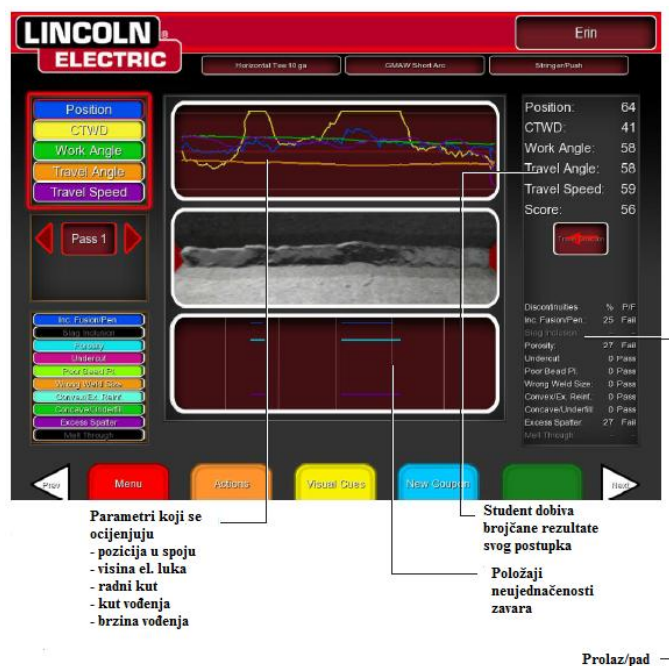 LINCOLN
ELECTRIC
Erin
Horizontal Tee 10 ga
GMAW Short Arc
Stringer/Push
Position
CTWD
Work Angle
Travel Angle
Travel Speed
Pass 1
Inc. Fusion/Pen.
Slag Inclusion
Porosity
Undercut
Poor Bead Pl.
Wrong Weld Size
Convex/Ex. Reinf.
Concave/Underfill
Excess Spatter
Melt Through
Position: 64
CTWD: 41
Work Angle: 58
Travel Angle: 58
Travel Speed: 59
Score: 56
Discontinuities % P/F
Inc. Fusion/Pen.: 25 Fail
Slag Inclusion - -
Porosity: 27 Fail
Undercut 0 Pass
Poor Bead Pl. 0 Pass
Wrong Weld Size: 0 Pass
Convex/Ex. Reinf. 0 Pass
Concave/Underfill 0 Pass
Excess Spatter 27 Fail
Melt Through - -
Prev
Menu
Actions
Visual Cues
New Coupon
Next
Parametri koji se
ocijenjuju
- pozicija u spoju
- visina el. luka
- radni kut
- kut vođenja
- brzina vođenja
Student dobiva
brojčane rezultate
svog postupka
Položaji
neujednačenosti
zavara
Prolaz/pad